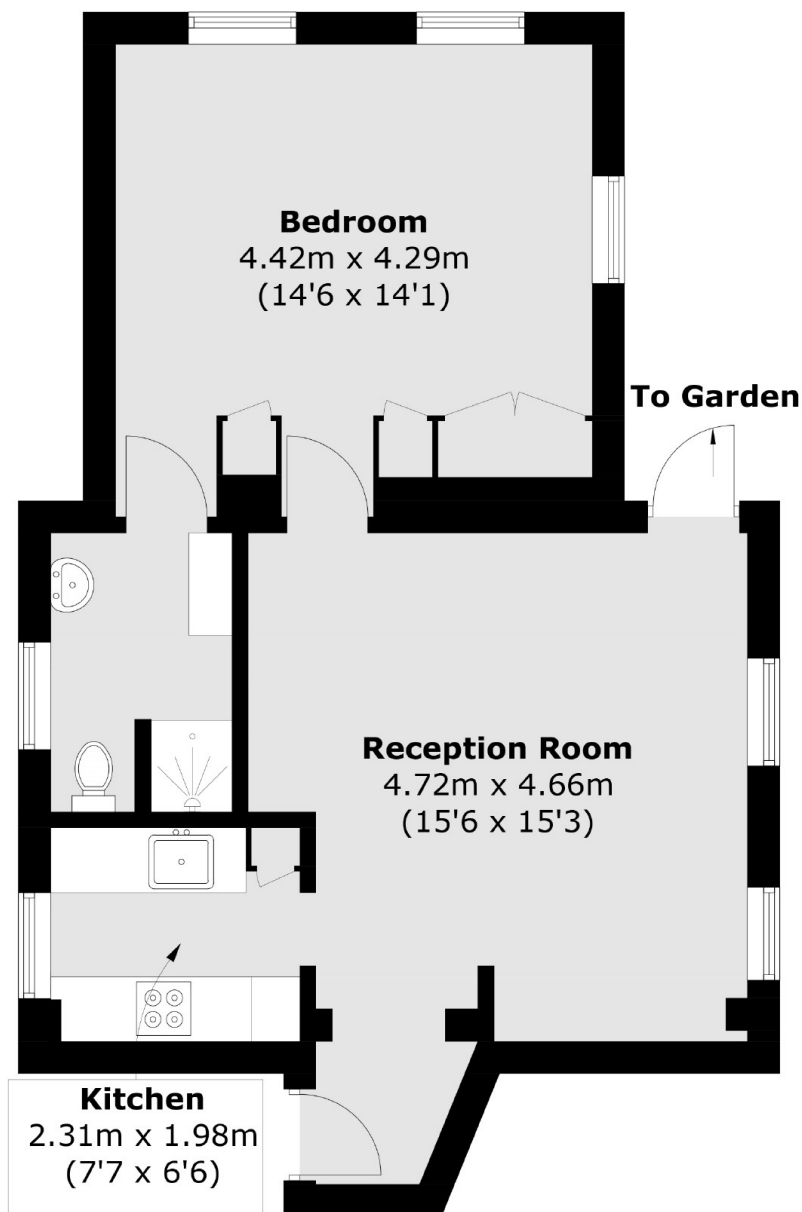 Bedroom
4.42m x 4.29m
(14'6 x 14'1)
To Garden
Reception Room
4.72m x 4.66m
(15'6 x 15'3)
Kitchen
2.31m x 1.98m
(7'7 x 6'6)